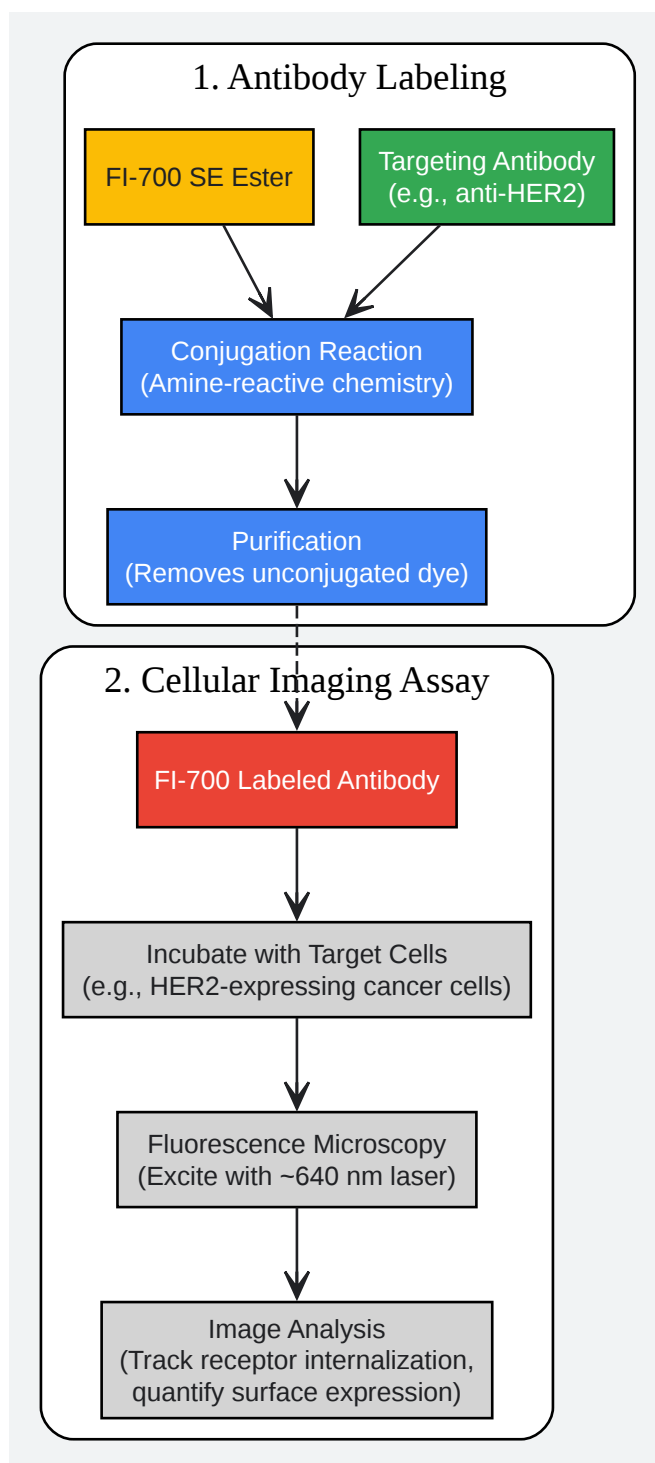 1. Antibody Labeling
FI-700 SE Ester
Targeting Antibody
(e.g., anti-HER2)
Conjugation Reaction
(Amine-reactive chemistry)
Purification
(Removes unconjugated dye)
2. Cellular Imaging Assay
FI-700 Labeled Antibody
Incubate with Target Cells
(e.g., HER2-expressing cancer cells)
Fluorescence Microscopy
(Excite with ~640 nm laser)
Image Analysis
(Track receptor internalization,
quantify surface expression)